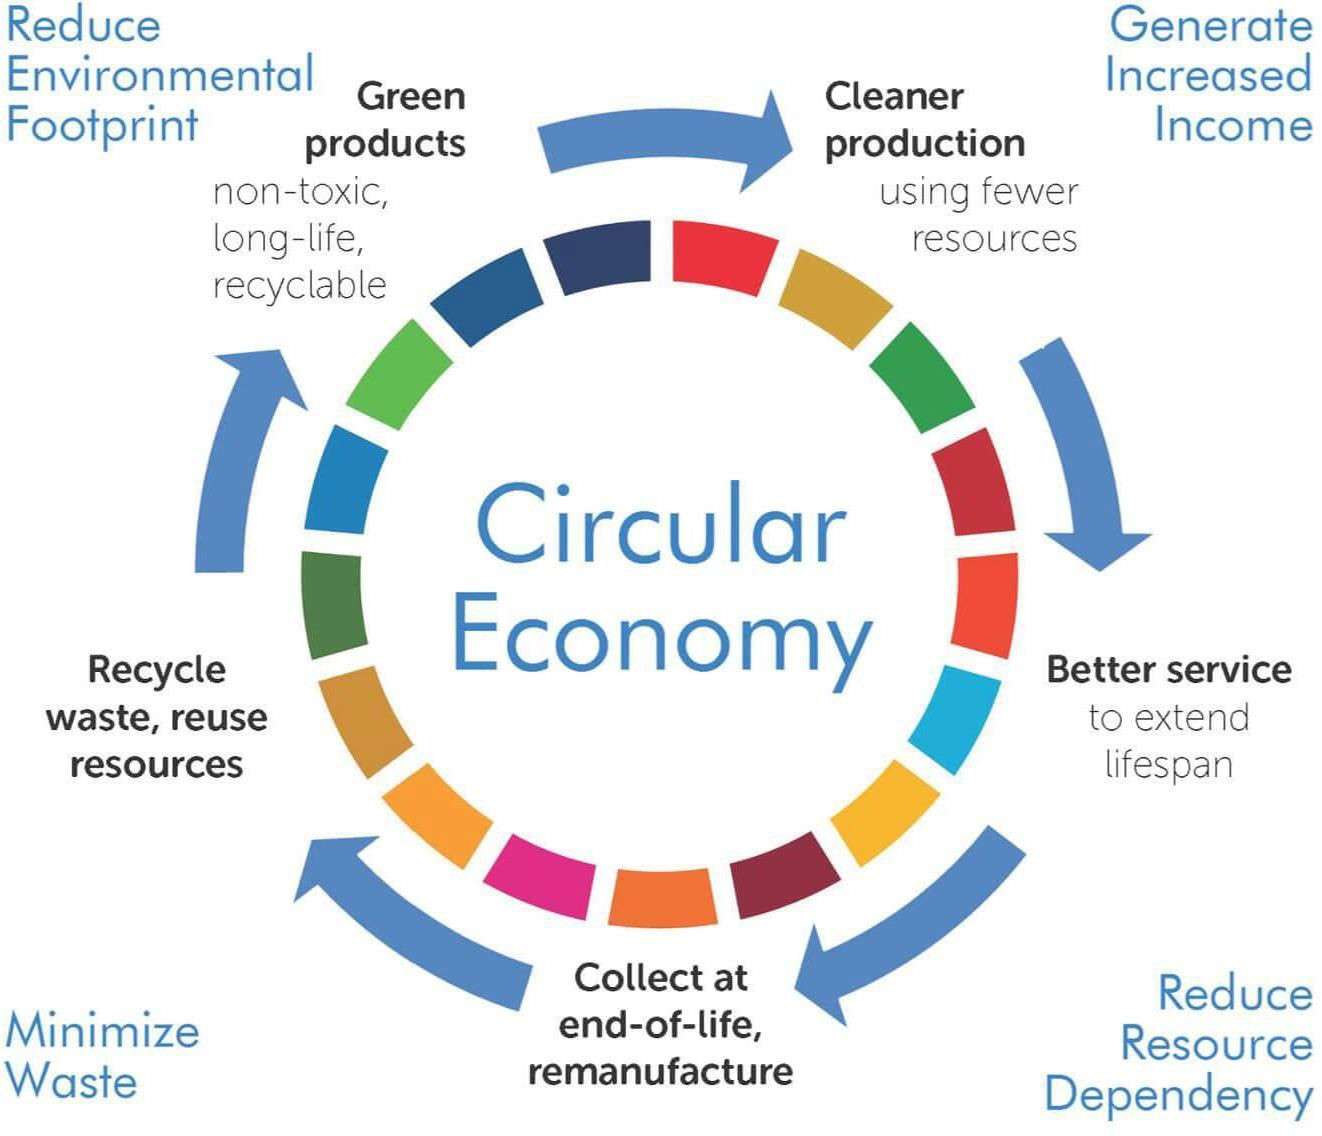 Reduce
Environmental
Footprint
Generate
Increased
Income
Green
products
non-toxic,
long-life,
recyclable
Cleaner
production
using fewer
resources
Circular
Economy
Better service
to extend
lifespan
Recycle
waste, reuse
resources
Collect at
end-of-life,
remanufacture
Minimize
Waste
Reduce
Resource
Dependency